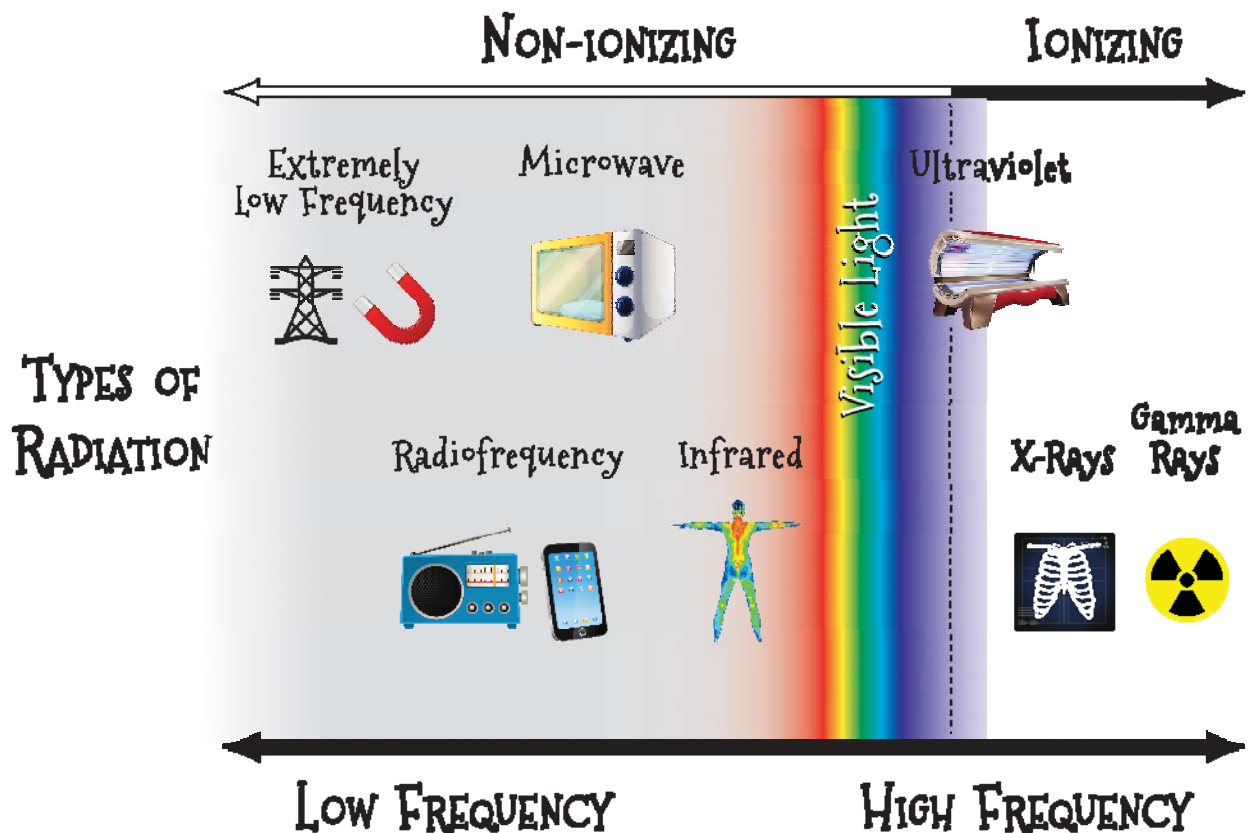 Non-ionizing
Ionizing
Extremely
Low Frequency
Microwave
Ultraviolet
Visible Light
Types of
Radiation
Radiofrequency
Infrared
X-Rays
Gamma
Rays
Low Frequency
High Frequency